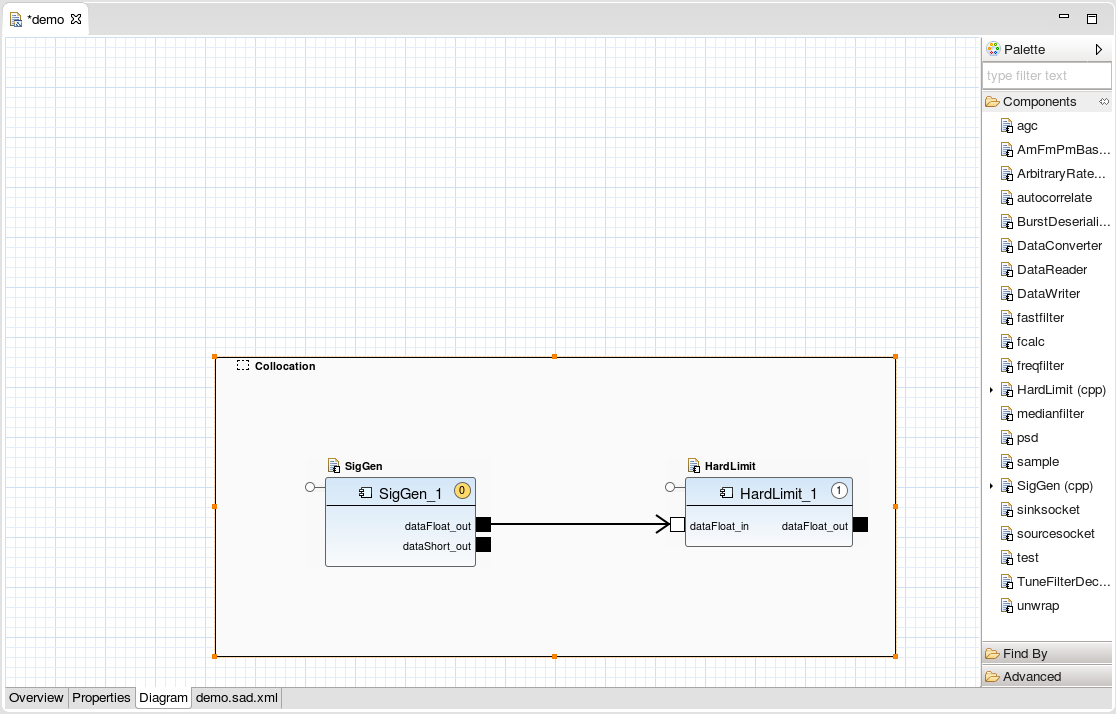 *demo
Palette
type filter text
Components
agc
AmFmPmBas...
ArbitraryRate...
autocorrelate
BurstDeseriali...
DataConverter
DataReader
DataWriter
fastfilter
fcalc
freqfilter
HardLimit (cpp)
medianfilter
psd
sample
SigGen (cpp)
sinksocket
sourcesocket
test
TuneFilterDec...
unwrap
Find By
Advanced
Collocation
SigGen
SigGen_1 0
dataFloat_out
dataShort_out
HardLimit
HardLimit_1 1
dataFloat_in dataFloat_out
Overview Properties Diagram demo.sad.xml